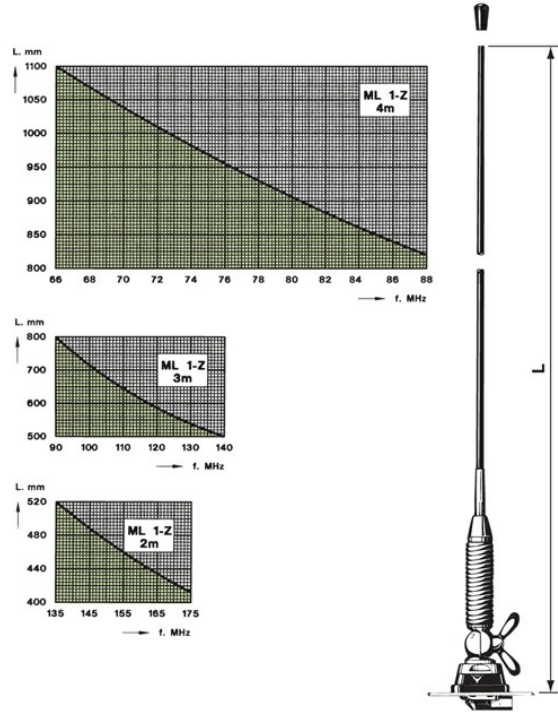 L. mm
1100
1050
1000
950
900
850
800
ML 1-Z
4m
66 68 70 72 74 76 78 80 82 84 86 88
f. MHz
L. mm
800
700
600
500
ML 1-Z
3m
90 100 110 120 130 140
f. MHz
L. mm
520
480
440
400
ML 1-Z
2m
135 145 155 165 175
f. MHz
L